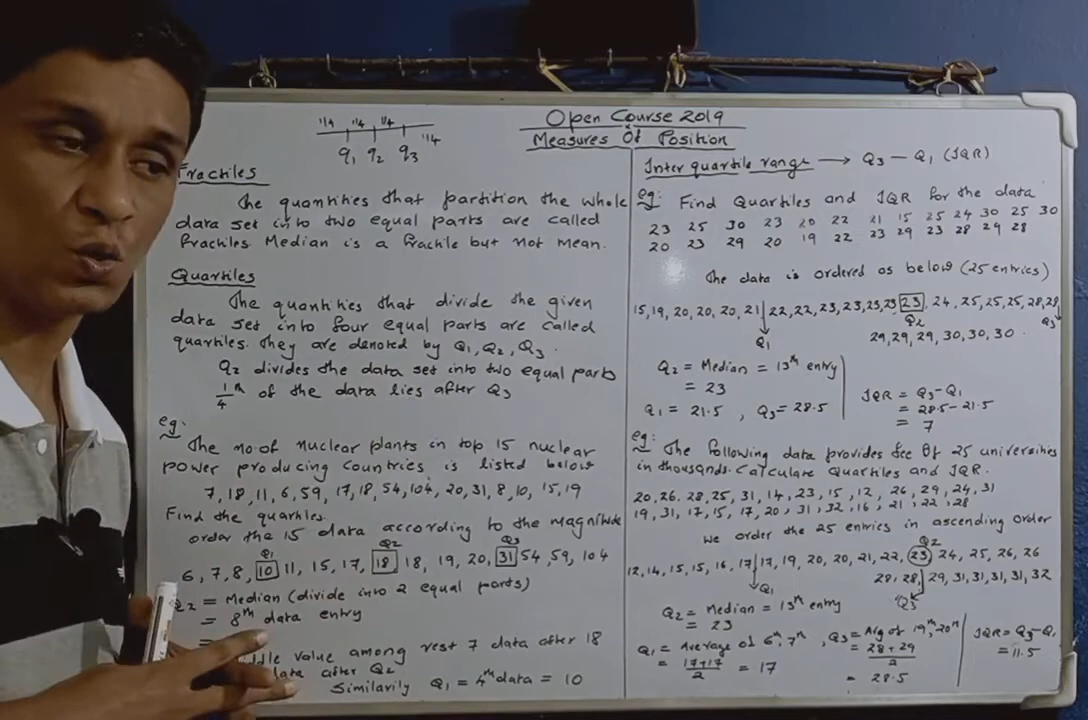 Open Course 2019
Measures Of Position
1/4 1/4 1/4 1/4
q1 q2 q3
Fractiles
The quantities that partition the whole
data set into two equal parts are called
fractiles Median is a fractile but not mean.
Quartiles
The quantities that divide the given
data set into four equal parts are called
quartiles. They are denoted by Q1, Q2, Q3.
Q2 divides the data set into two equal parts
1/4 th of the data lies after Q3
eg:
The no. of nuclear plants in top 15 nuclear
power producing countries is listed below
7, 18, 11, 6, 59, 17, 18, 54, 104, 20, 31, 8, 10, 15, 19
Find the quartiles.
order the 15 data according to the magnitude
Q1 Q2 Q3
6, 7, 8, 10 11, 15, 17, 18 18, 19, 20, 31 54, 59, 104
Q2 = Median (divide into 2 equal parts)
= 8th data entry
=
value among rest 7 data after 18
data after Q2
Similarily Q1 = 4th data = 10
Inter quartile range → Q3 − Q1 (IQR)
eg: Find Quartiles and IQR for the data
23 25 30 23 20 22 21 15 25 24 30 25 30
20 23 29 20 19 22 23 29 23 28 29 28
The data is ordered as below (25 entries)
15, 19, 20, 20, 20, 21 22, 22, 23, 23, 23, 23 23, 24, 25, 25, 25, 28, 28
Q1 Q2 Q3
29, 29, 29, 30, 30, 30.
Q2 = Median = 13th entry
= 23
Q1 = 21.5 , Q3 = 28.5
IQR = Q3 − Q1
= 28.5 − 21.5
= 7
eg: The following data provides fee of 25 universities
in thousands. Calculate Quartiles and IQR.
20, 26. 28, 25, 31, 14, 23, 15, 12, 26, 29, 24, 31
19, 31, 17, 15, 17, 20, 31, 32, 16, 21, 22, 28
We order the 25 entries in ascending order
Q2
12, 14, 15, 15, 16, 17 17, 19, 20, 20, 21, 22, 23 24, 25, 26, 26
28, 28, 29, 31, 31, 31, 31, 32
Q1 Q3
Q2 = Median = 13th entry
= 23
Q1 = Average of 6th, 7th
= 17+17/2 = 17
Q3 = Avg of 19th, 20th
= 28+29/2
= 28.5
IQR = Q3 − Q1
= 11.5